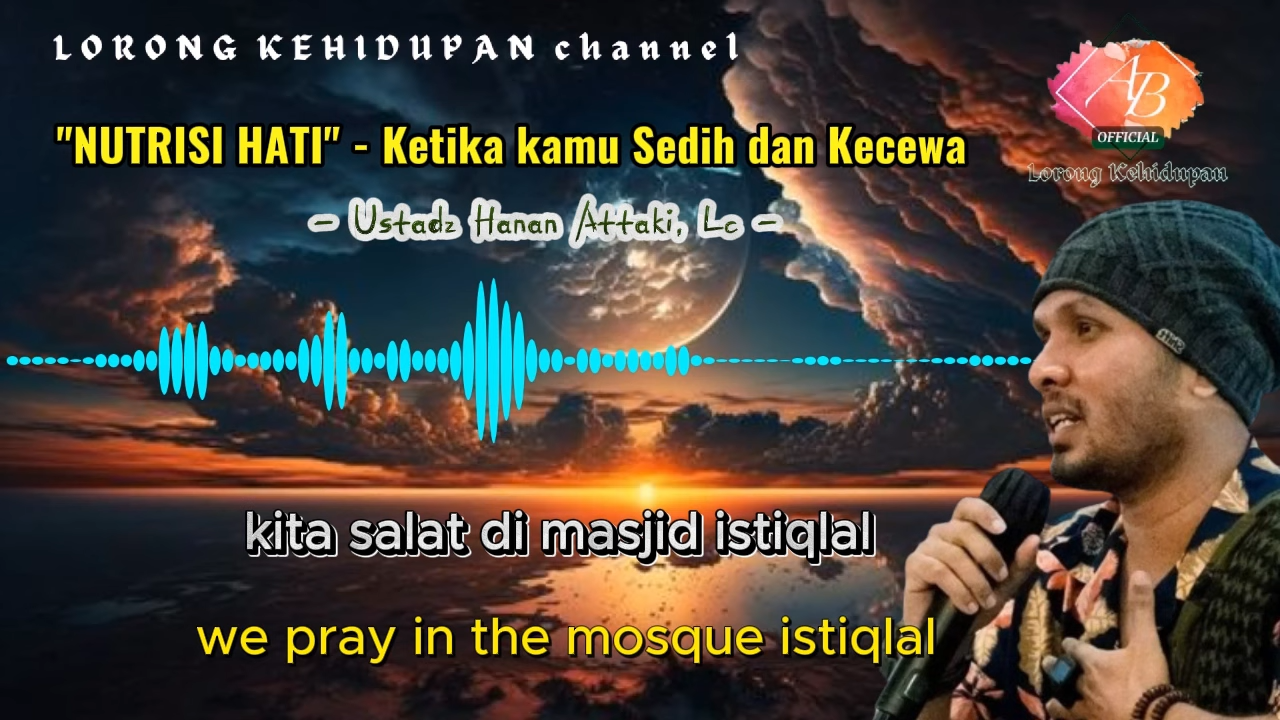 LORONG KEHIDUPAN channel
AB
OFFICIAL
Lorong Kehidupan
"NUTRISI HATI" - Ketika kamu Sedih dan Kecewa
- Ustadz Hanan Attaki, Lc -
kita salat di masjid istiqlal
we pray in the mosque istiqlal